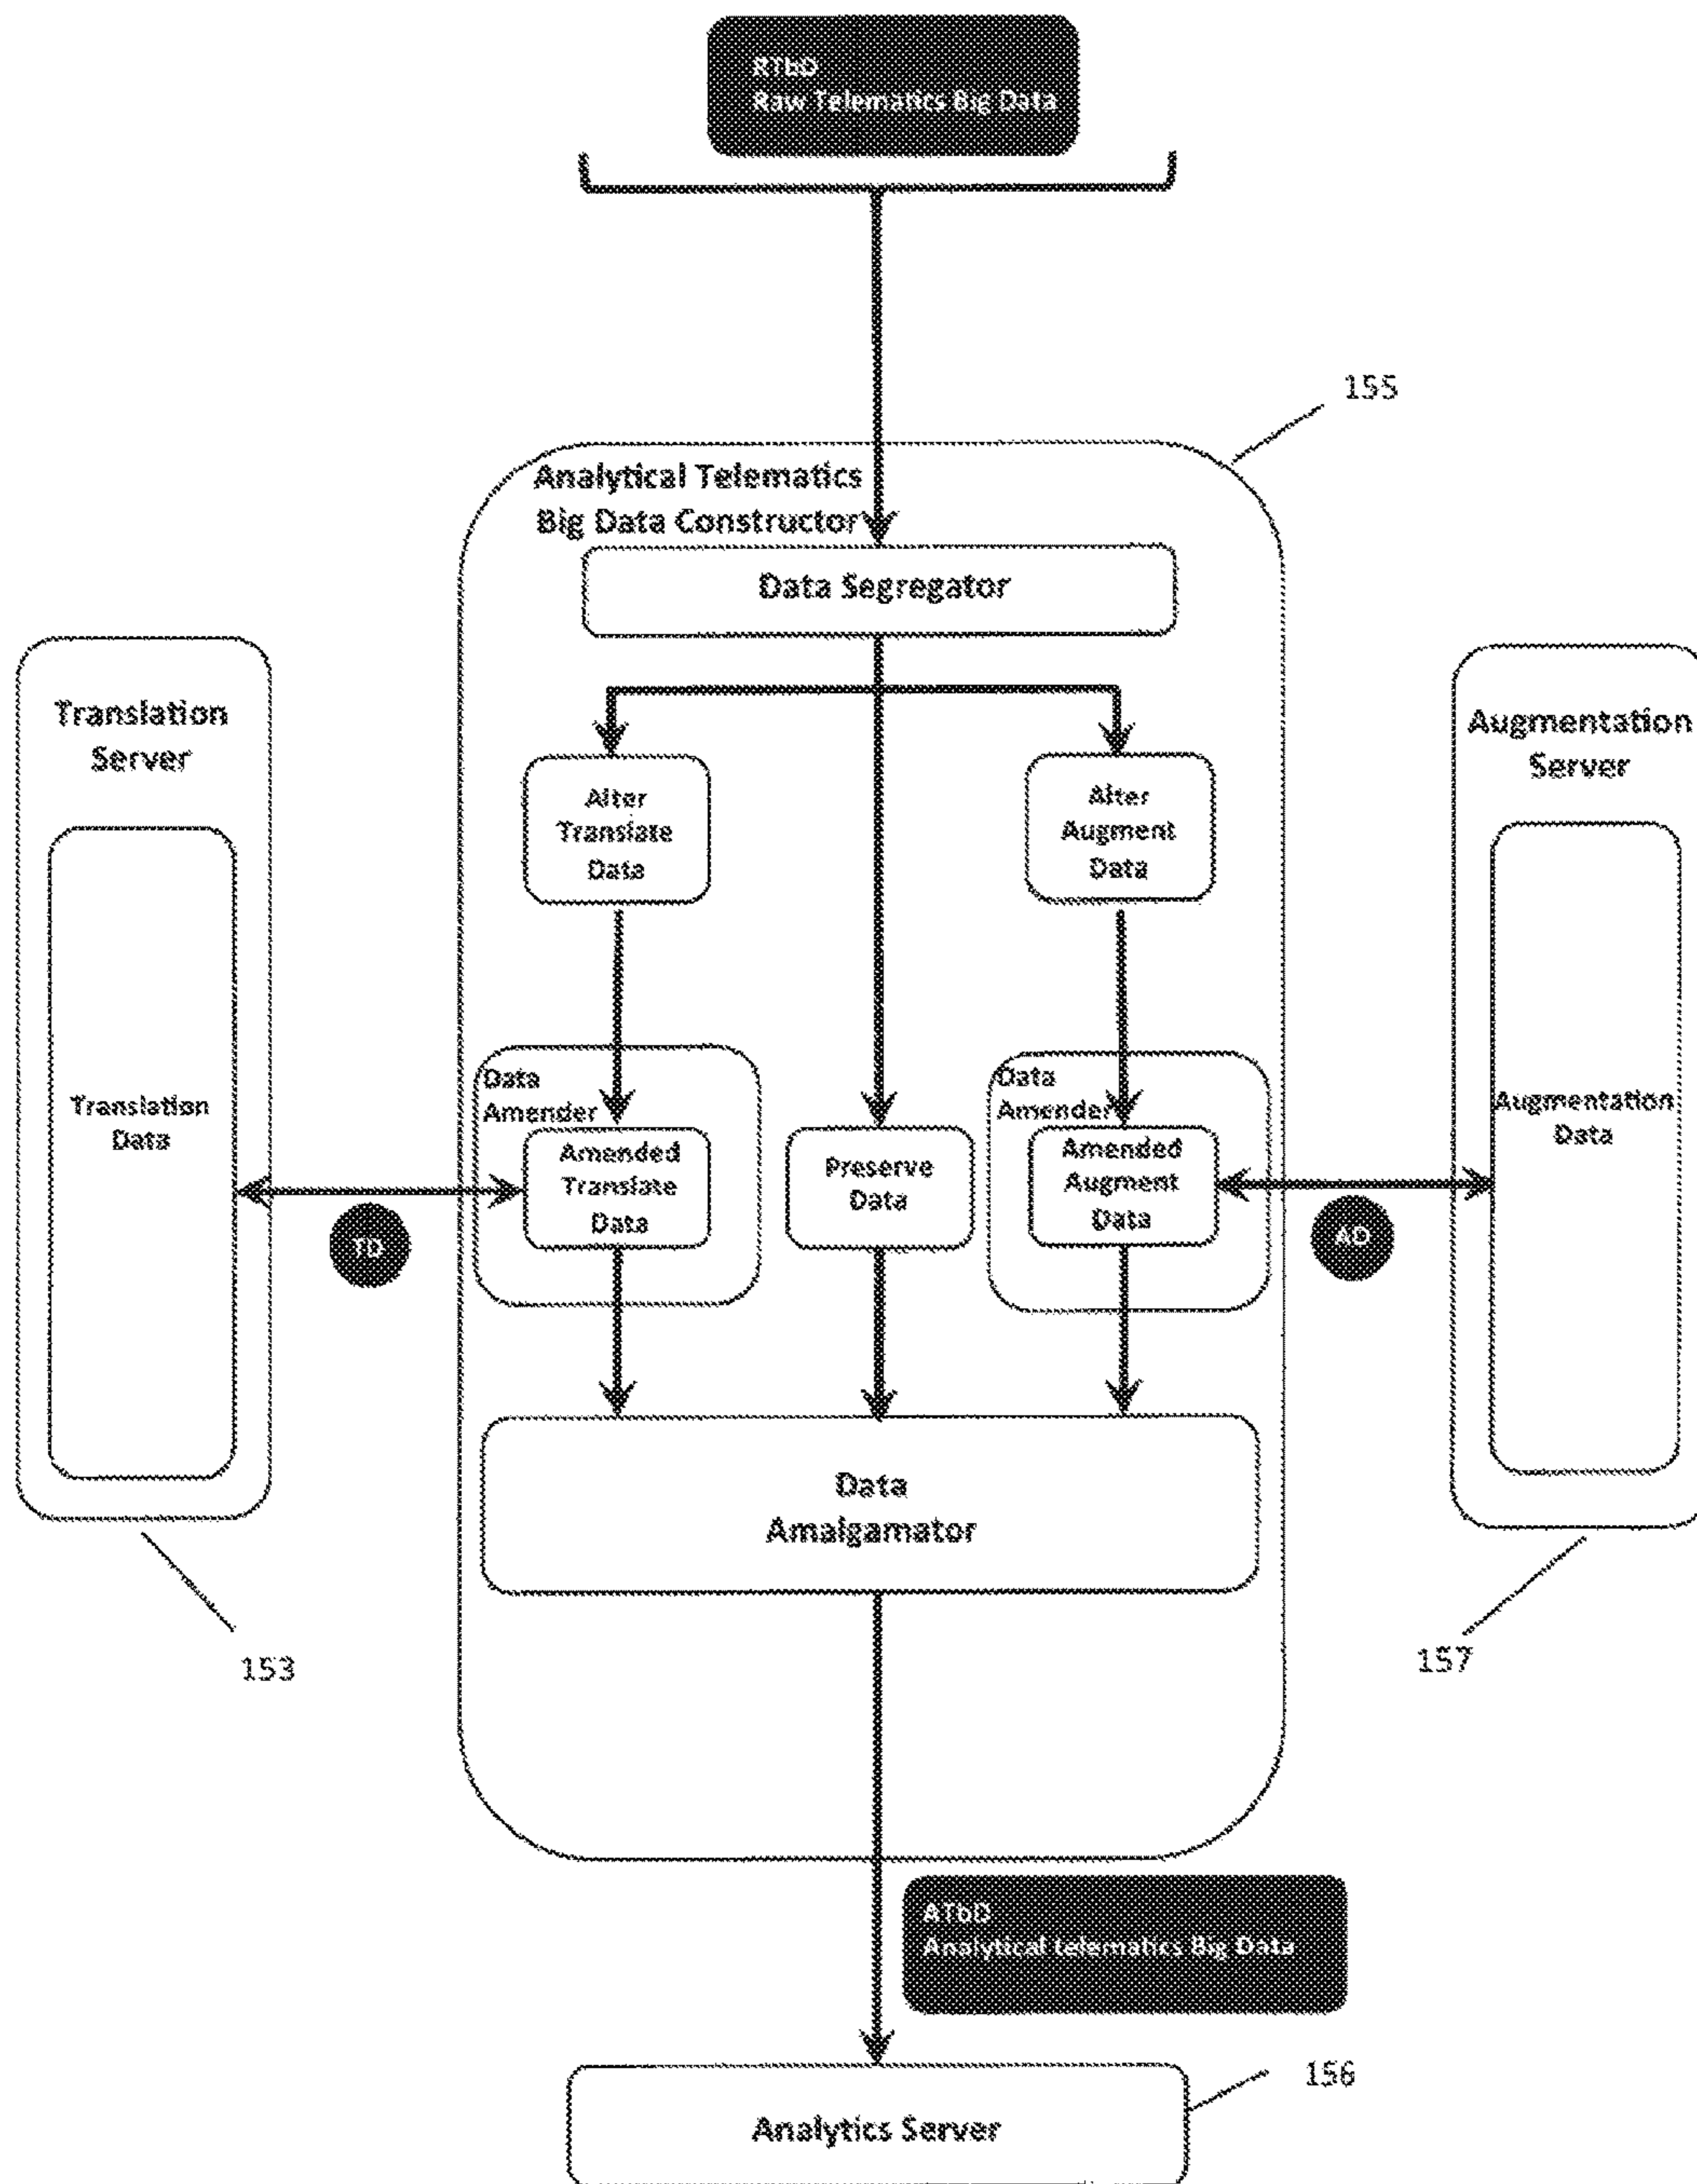 RTbD
Raw Telematics Big Data
155
Analytical Telematics
Big Data Constructor
Data Segregator
Translation
Server
Augmentation
Server
Alter
Translate
Data
Alter
Augment
Data
Data
Amender
Data
Amender
Translation
Data
Amended
Translate
Data
Preserve
Data
Amended
Augment
Data
Augmentation
Data
TD
AD
Data
Amalgamator
153
157
ATbD
Analytical telematics Big Data
156
Analytics Server